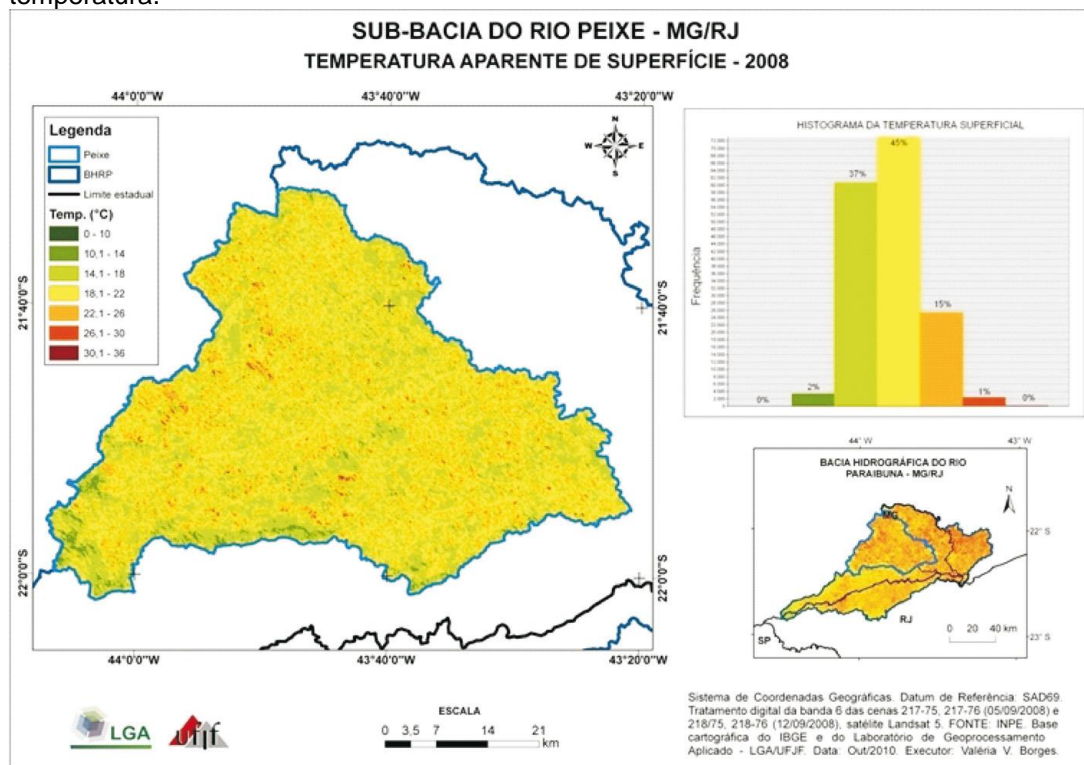 temperatura.
SUB-BACIA DO RIO PEIXE - MG/RJ
TEMPERATURA APARENTE DE SUPERFÍCIE - 2008
44°0'0"W
43°40'0"W
43°20'0"W
Legenda
Peixe
BHRP
Limite estadual
Temp. (°C)
0 - 10
10,1 - 14
14,1 - 18
18,1 - 22
22,1 - 26
26,1 - 30
30,1 - 36
N
W E
S
21°40'0"S
21°40'0"S
22°0'0"S
22°0'0"S
44°0'0"W
43°40'0"W
43°20'0"W
HISTOGRAMA DA TEMPERATURA SUPERFICIAL
Frequência
0%
2%
37%
45%
15%
1%
0%
44° W
43° W
BACIA HIDROGRÁFICA DO RIO
PARAIBUNA - MG/RJ
N
MG
22° S
RJ
0 20 40 km
SP
23° S
LGA
ufjf
ESCALA
0 3,5 7 14 21
km
Sistema de Coordenadas Geográficas. Datum de Referência: SAD69.
Tratamento digital da banda 6 das cenas 217-75, 217-76 (05/09/2008) e
218/75, 218-76 (12/09/2008), satélite Landsat 5. FONTE: INPE. Base
cartográfica do IBGE e do Laboratório de Geoprocessamento
Aplicado - LGA/UFJF. Data: Out/2010. Executor: Valéria V. Borges.